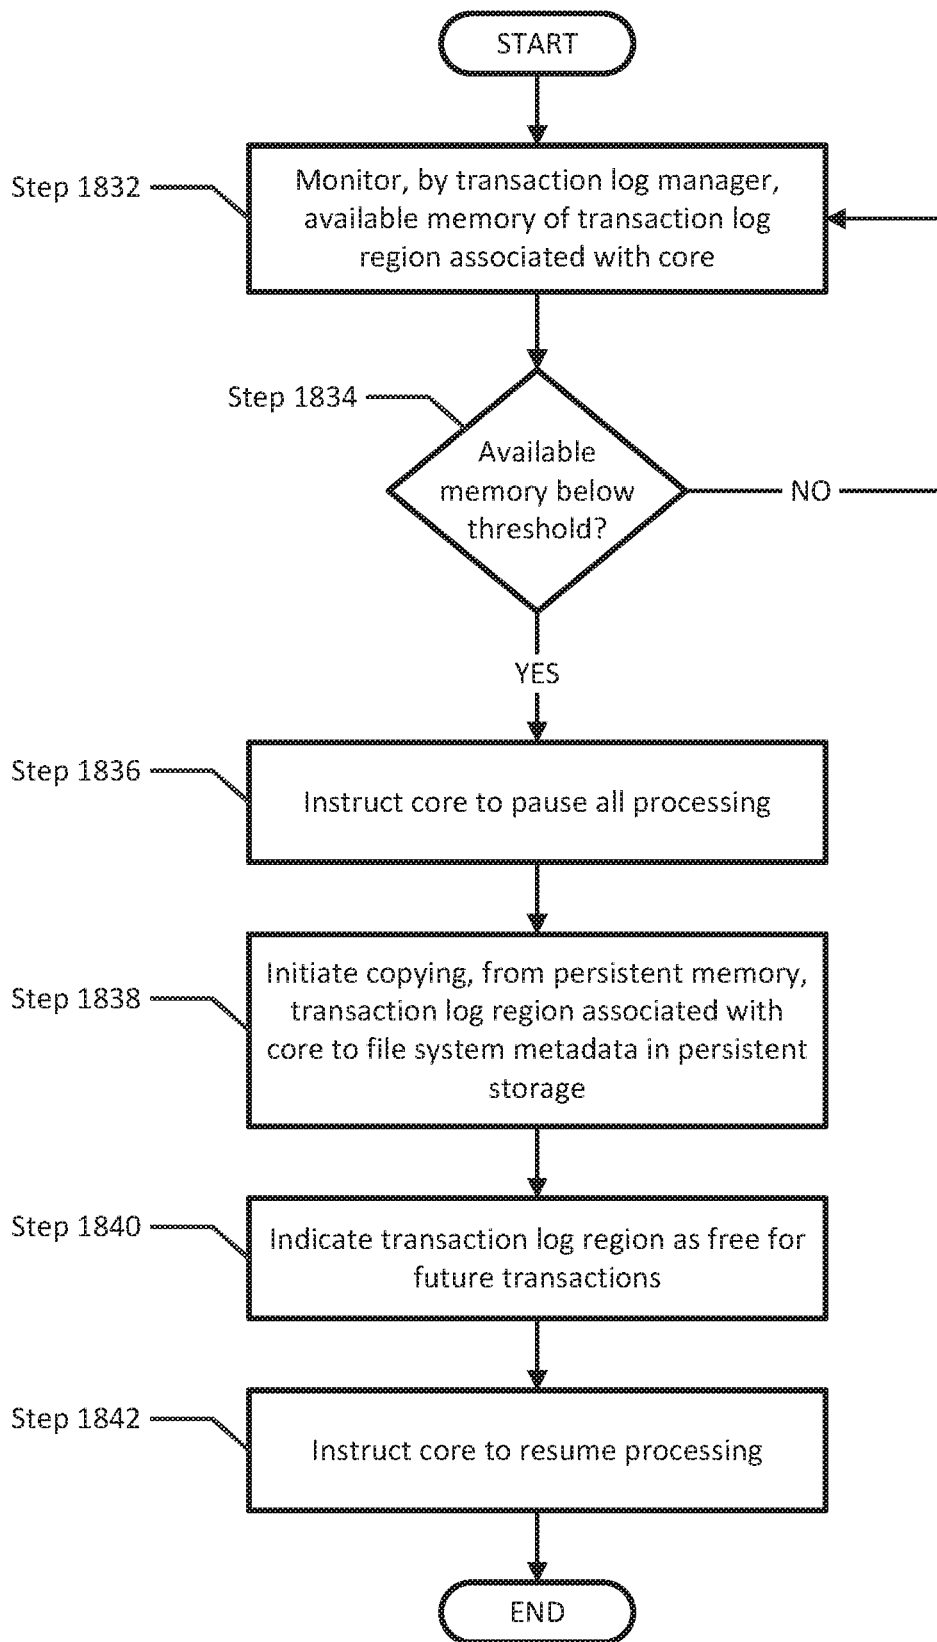 START
Step 1832
Monitor, by transaction log manager,
available memory of transaction log
region associated with core
Step 1834
Available
memory below
threshold?
NO
YES
Step 1836
Instruct core to pause all processing
Step 1838
Initiate copying, from persistent memory,
transaction log region associated with
core to file system metadata in persistent
storage
Step 1840
Indicate transaction log region as free for
future transactions
Step 1842
Instruct core to resume processing
END